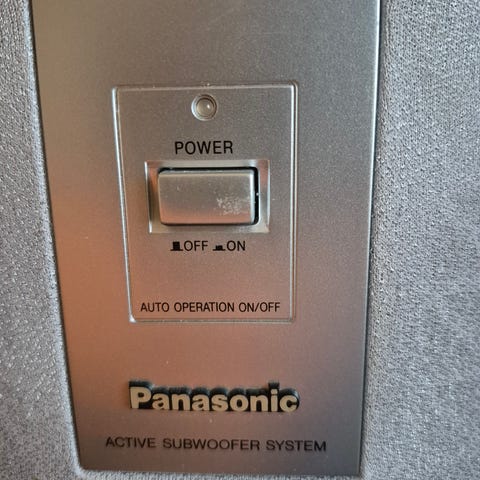 POWER
OFF ON
AUTO OPERATION ON/OFF
Panasonic
ACTIVE SUBWOOFER SYSTEM